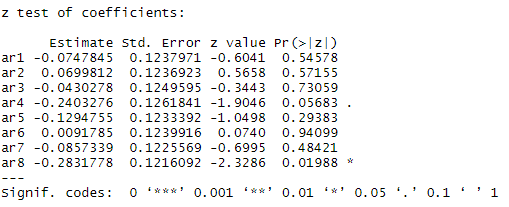 z test of coefficients:
Estimate Std. Error z value Pr(>|z|)
ar1 -0.0747845 0.1237971 -0.6041 0.54578
ar2 0.0699812 0.1236923 0.5658 0.57155
ar3 -0.0430278 0.1249595 -0.3443 0.73059
ar4 -0.2403276 0.1261841 -1.9046 0.05683 .
ar5 -0.1294755 0.1233392 -1.0498 0.29383
ar6 0.0091785 0.1239916 0.0740 0.94099
ar7 -0.0857339 0.1225569 -0.6995 0.48421
ar8 -0.2831778 0.1216092 -2.3286 0.01988 *
---
Signif. codes: 0 ‘***’ 0.001 ‘**’ 0.01 ‘*’ 0.05 ‘.’ 0.1 ‘ ’ 1